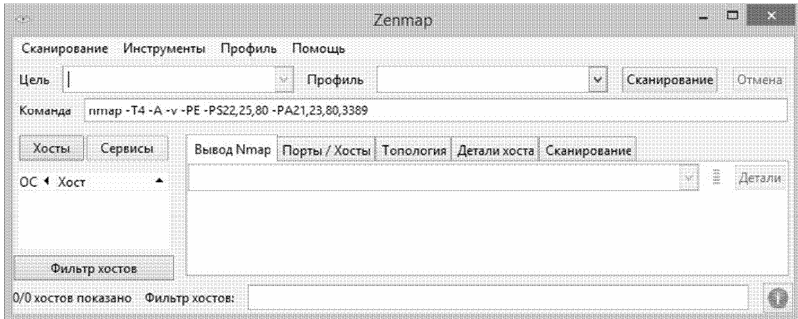 Zenmap
Сканирование Инструменты Профиль Помощь
Цель Профиль Сканирование Отмена
Команда nmap -T4 -A -v -PE -PS22,25,80 -PA21,23,80,3389
Хосты Сервисы Вывод Nmap Порты / Хосты Топология Детали хоста Сканирование
ОС Хост Детали
Фильтр хостов
0/0 хостов показано Фильтр хостов: